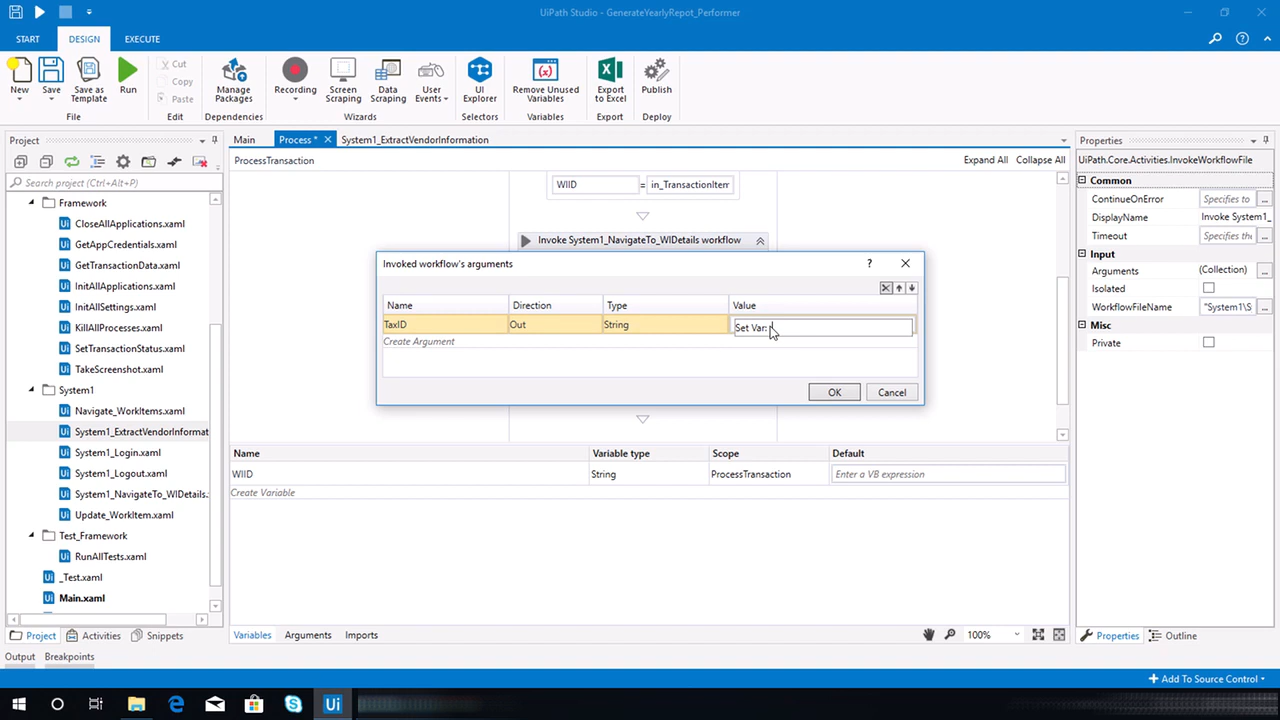 UiPath Studio - GenerateYearlyRepot_Performer
START
DESIGN
EXECUTE
New
Save
Save as Template
Run
Cut
Copy
Paste
Manage Packages
Recording
Screen Scraping
Data Scraping
User Events
UI Explorer
Remove Unused Variables
Export to Excel
Publish
File
Edit
Dependencies
Wizards
Selectors
Variables
Export
Deploy
Project
Search project (Ctrl+Alt+P)
Framework
CloseAllApplications.xaml
GetAppCredentials.xaml
GetTransactionData.xaml
InitAllApplications.xaml
InitAllSettings.xaml
KillAllProcesses.xaml
SetTransactionStatus.xaml
TakeScreenshot.xaml
System1
Navigate_WorkItems.xaml
System1_ExtractVendorInformat
System1_Login.xaml
System1_Logout.xaml
System1_NavigateTo_WIDetails.
Update_WorkItem.xaml
Test_Framework
RunAllTests.xaml
_Test.xaml
Main.xaml
Project
Activities
Snippets
Output
Breakpoints
Main
Process *
System1_ExtractVendorInformation
ProcessTransaction
Expand All
Collapse All
WIID = in_TransactionItem
Invoke System1_NavigateTo_WIDetails workflow
Invoked workflow's arguments
?
Name Direction Type Value
TaxID Out String Set Var:
Create Argument
OK
Cancel
Name Variable type Scope Default
WIID String ProcessTransaction Enter a VB expression
Create Variable
Variables
Arguments
Imports
100%
Properties
UiPath.Core.Activities.InvokeWorkflowFile
Common
ContinueOnError Specifies to ...
DisplayName Invoke System1_
Timeout Specifies the ...
Input
Arguments (Collection) ...
Isolated
WorkflowFileName "System1\S ...
Misc
Private
Properties
Outline
Add To Source Control
Ui